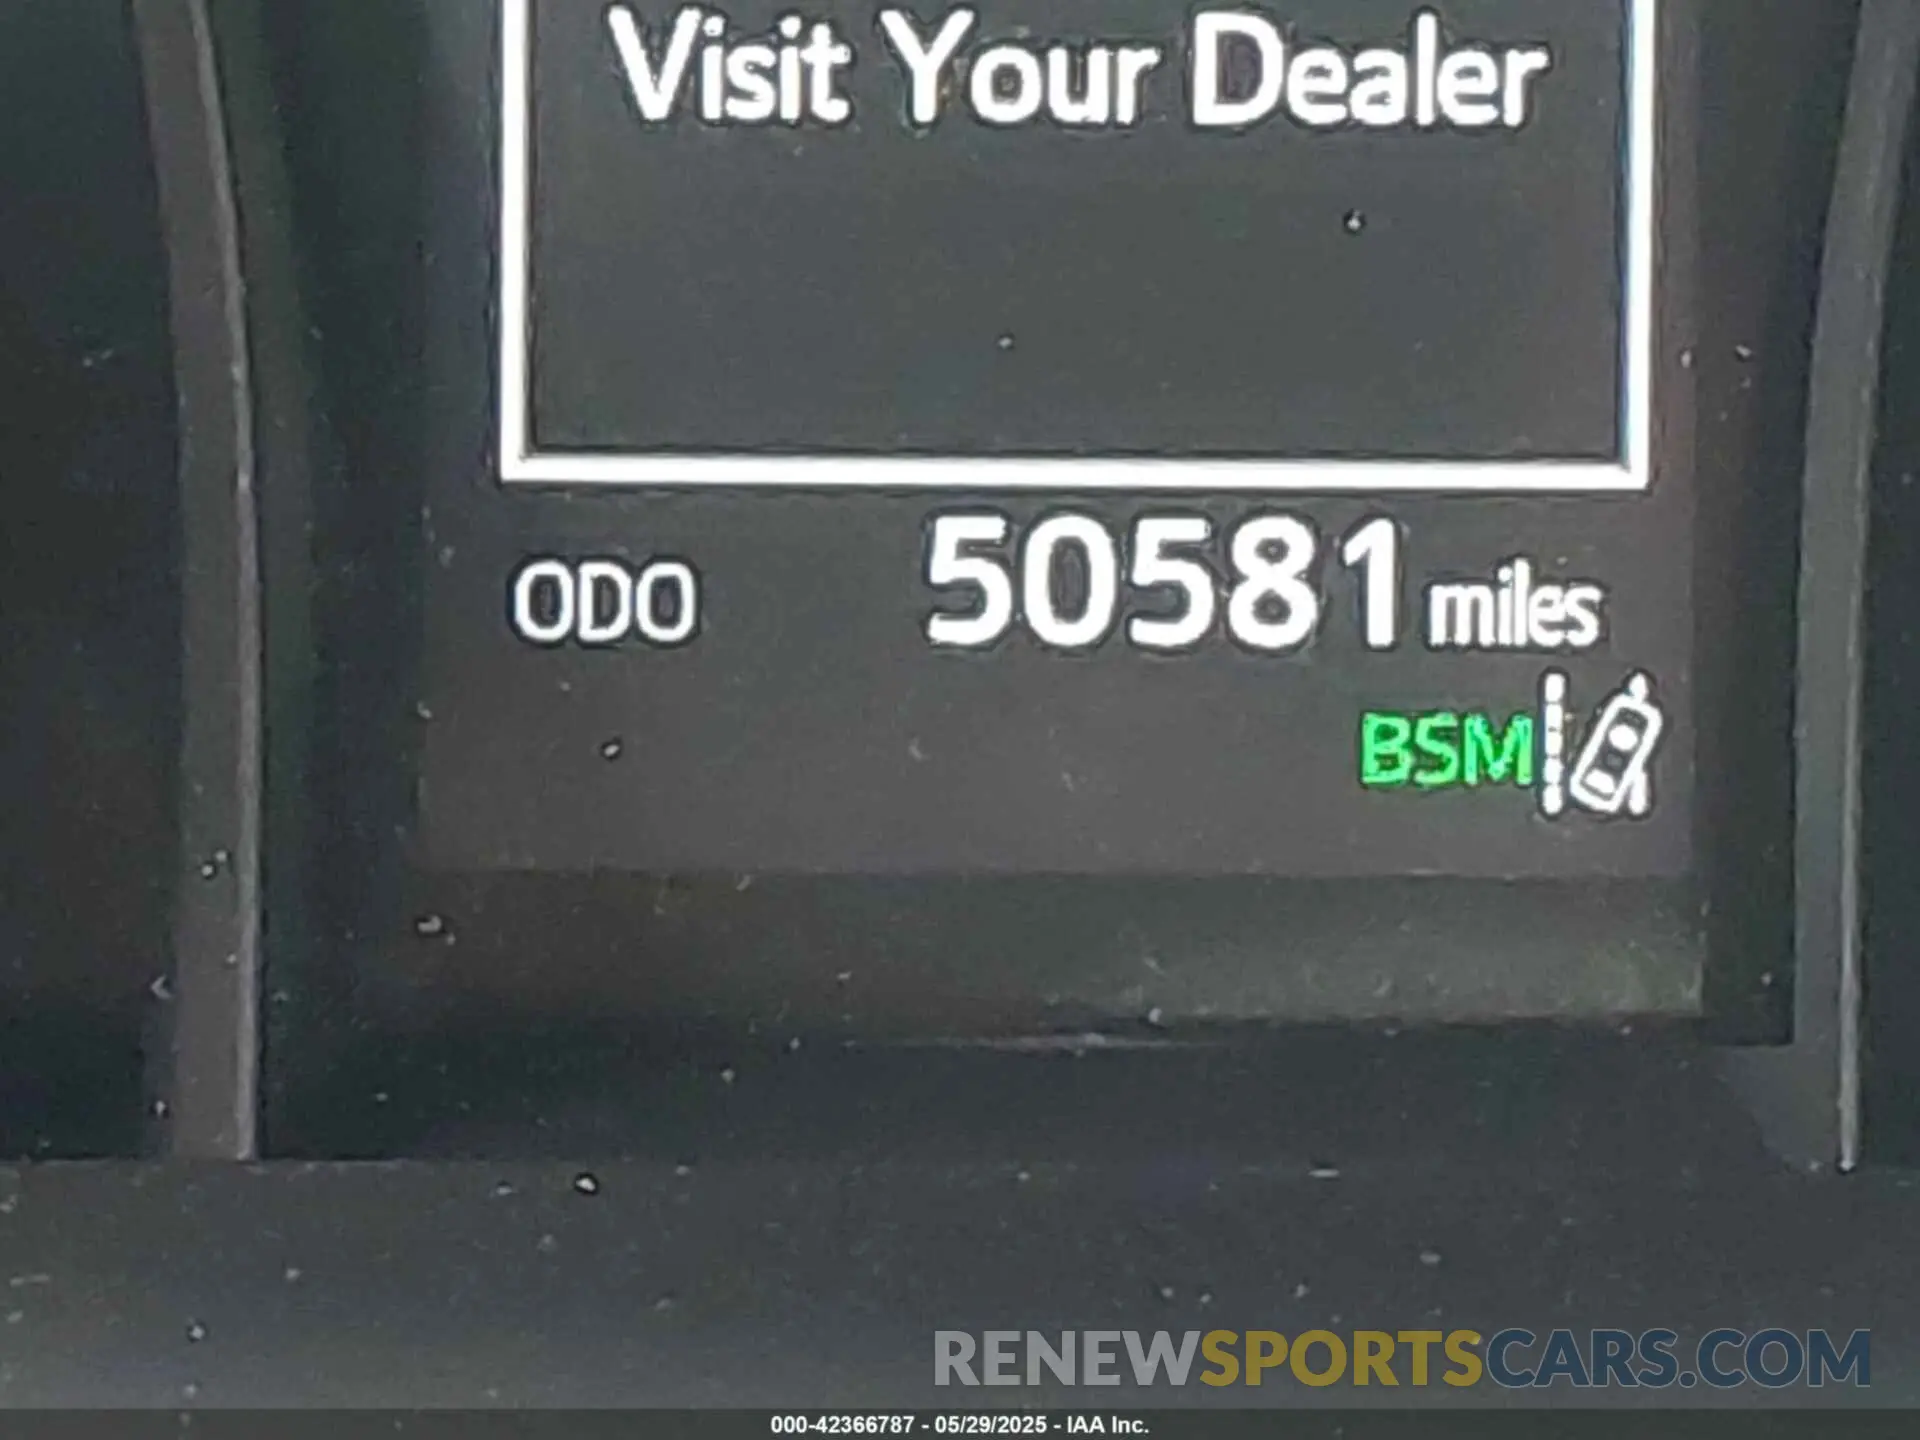 Visit Your Dealer
ODO 50581 miles
BSM
RENEWSPORTSCARS.COM
000-42366787 - 05/29/2025 - IAA Inc.